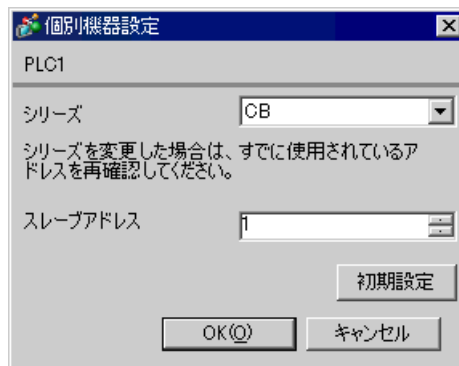 個別機器設定
PLC1
シリーズ CB
シリーズを変更した場合は、すでに使用されているア
ドレスを再確認してください。
スレーブアドレス 1
初期設定
OK(O) キャンセル